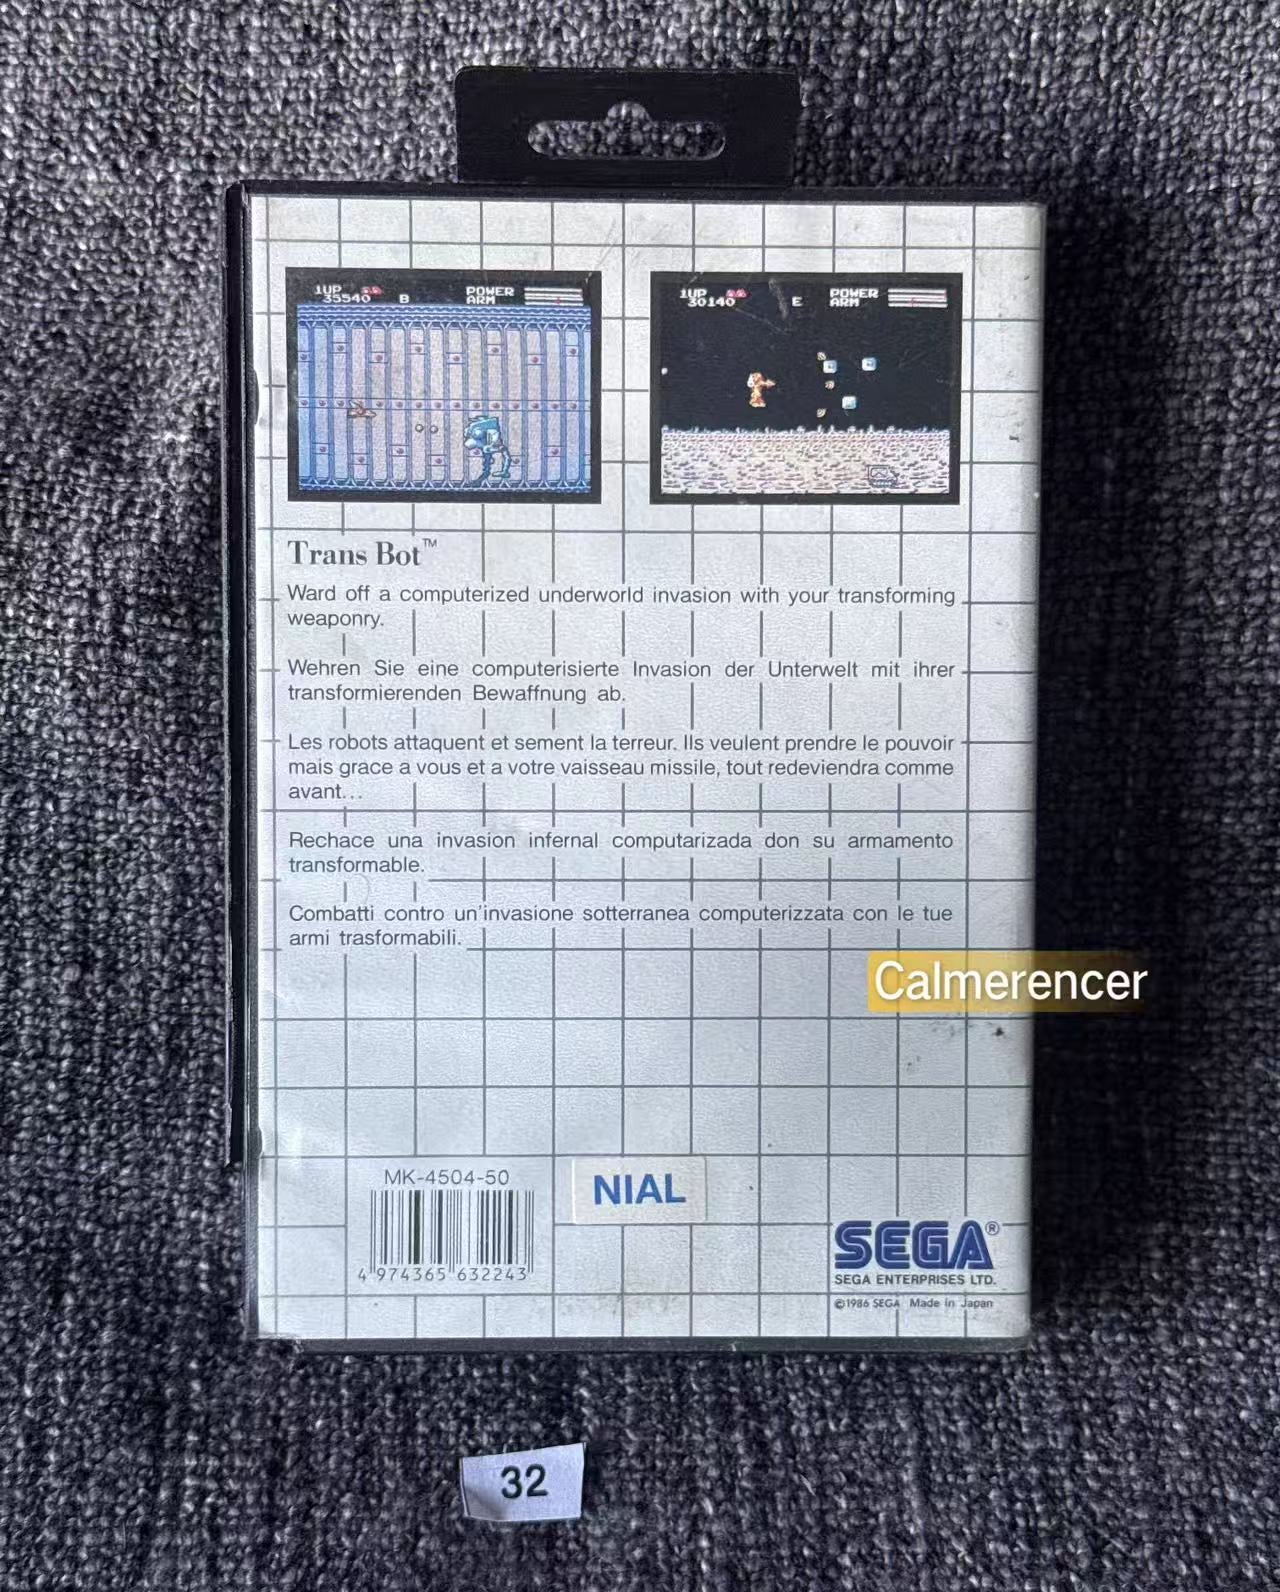 1UP
35540 B
POWER
ARM
1UP
30140 E
POWER
ARM
Trans Bot™
Ward off a computerized underworld invasion with your transforming
weaponry.
Wehren Sie eine computerisierte Invasion der Unterwelt mit ihrer
transformierenden Bewaffnung ab.
Les robots attaquent et sement la terreur. Ils veulent prendre le pouvoir
mais grace a vous et a votre vaisseau missile, tout redeviendra comme
avant...
Rechace una invasion infernal computarizada don su armamento
transformable.
Combatti contro un'invasione sotterranea computerizzata con le tue
armi trasformabili.
Calmerencer
MK-4504-50
4 974365 632243
NIAL
SEGA®
SEGA ENTERPRISES LTD.
©1986 SEGA Made in Japan
32